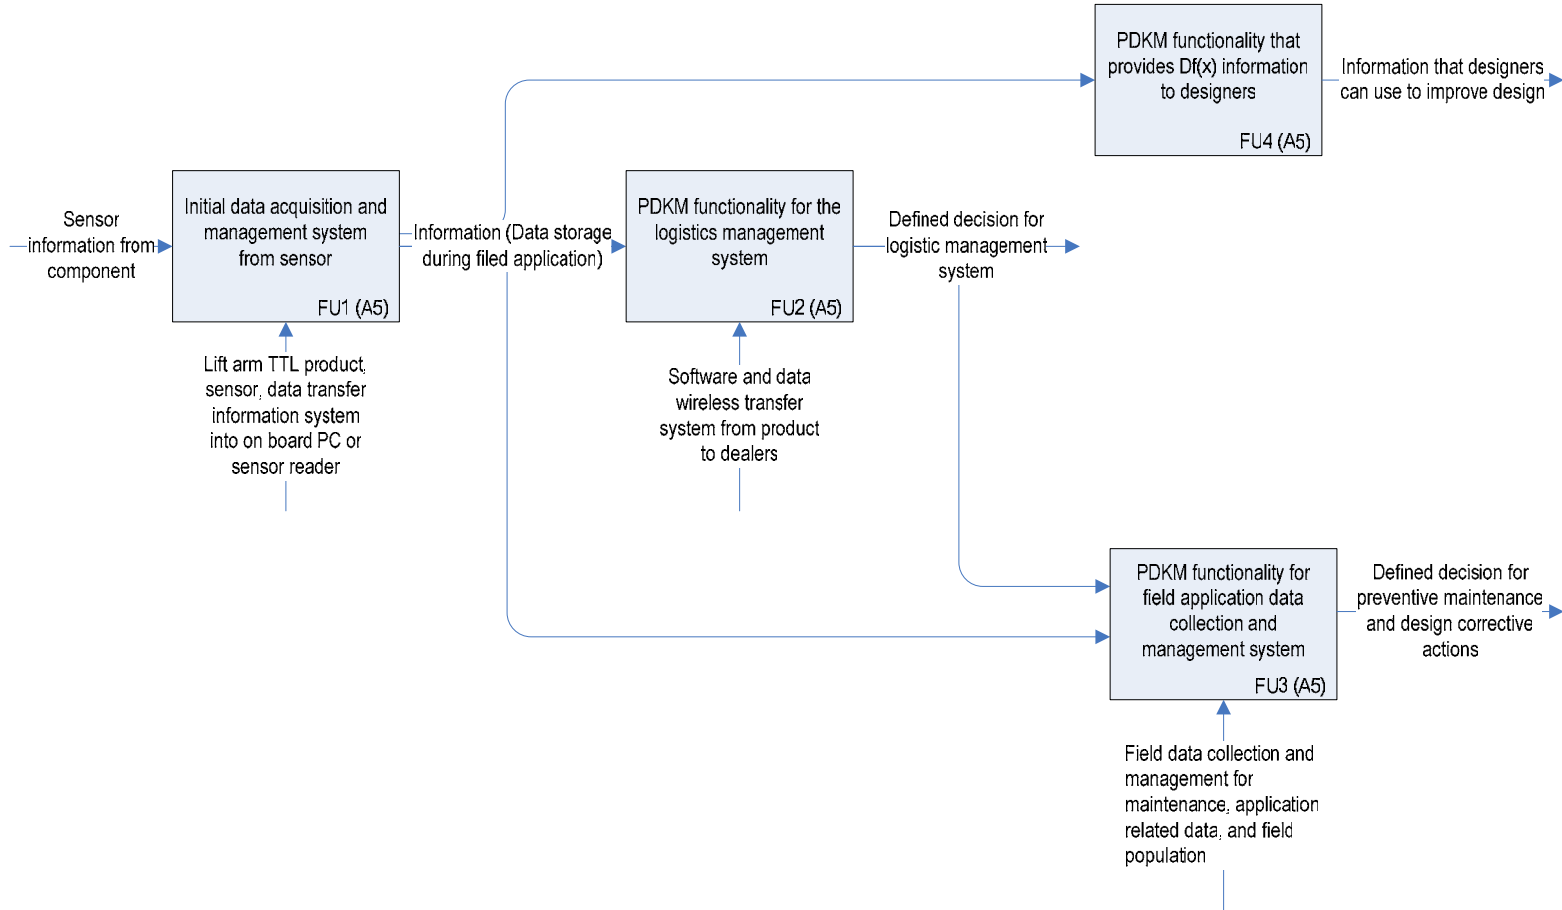 PDKM functionality that
provides Df(x) information
to designers
FU4 (A5)
Information that designers
can use to improve design
Sensor
information from
component
Initial data acquisition and
management system
from sensor
FU1 (A5)
Information (Data storage
during filed application)
PDKM functionality for the
logistics management
system
FU2 (A5)
Defined decision for
logistic management
system
Lift arm TTL product,
sensor, data transfer
information system
into on board PC or
sensor reader
Software and data
wireless transfer
system from product
to dealers
PDKM functionality for
field application data
collection and
management system
FU3 (A5)
Defined decision for
preventive maintenance
and design corrective
actions
Field data collection and
management for
maintenance, application
related data, and field
population